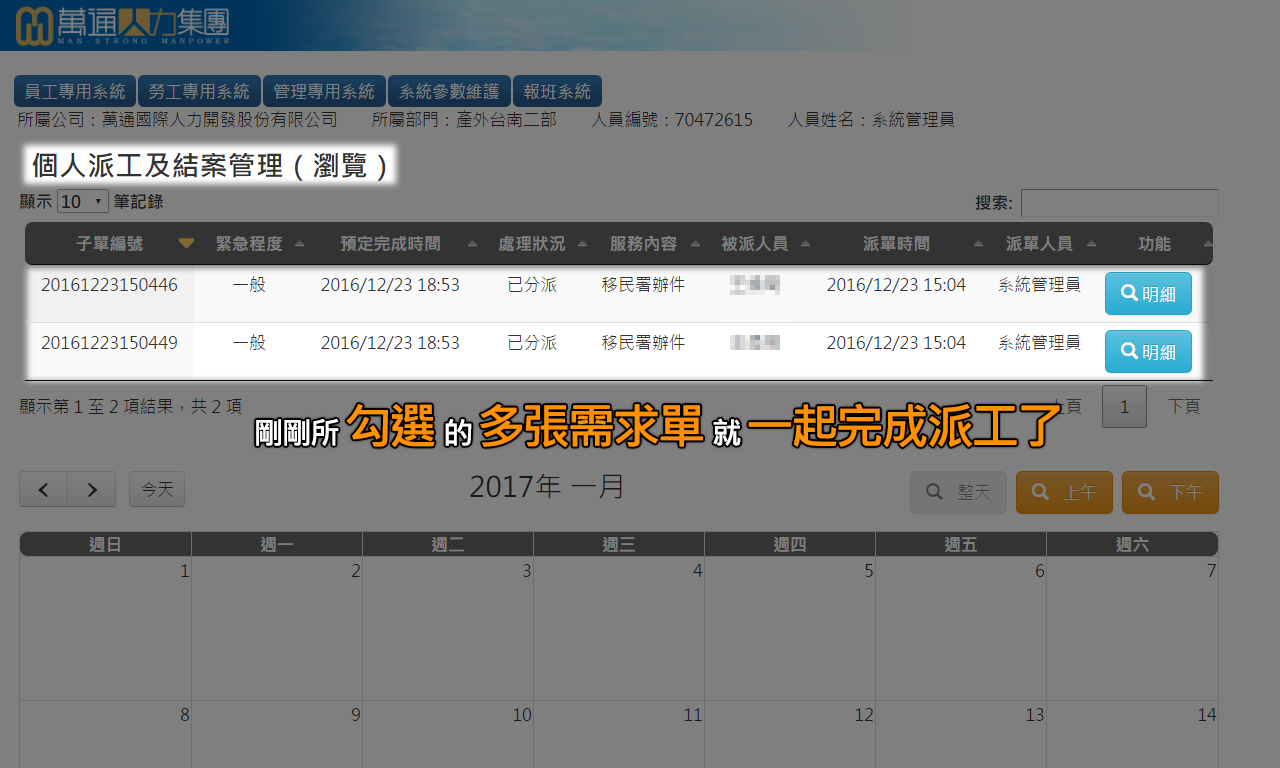 萬通人力集團
MAN-STRONG MANPOWER
員工專用系統 勞工專用系統 管理專用系統 系統參數維護 報班系統
所屬公司：萬通國際人力開發股份有限公司 所屬部門：產外台南二部 人員編號：70472615 人員姓名：系統管理員
個人派工及結案管理（瀏覽）
顯示 10 筆記錄 搜索:
子單編號 緊急程度 預定完成時間 處理狀況 服務內容 被派人員 派單時間 派單人員 功能
20161223150446 一般 2016/12/23 18:53 已分派 移民署辦件 2016/12/23 15:04 系統管理員 明細
20161223150449 一般 2016/12/23 18:53 已分派 移民署辦件 2016/12/23 15:04 系統管理員 明細
顯示第 1 至 2 項結果，共 2 項 頁 1 下頁
剛剛所 勾選 的 多張需求單 就 一起完成派工了
今天 2017年 一月 整天 上午 下午
週日 週一 週二 週三 週四 週五 週六
1 2 3 4 5 6 7
8 9 10 11 12 13 14